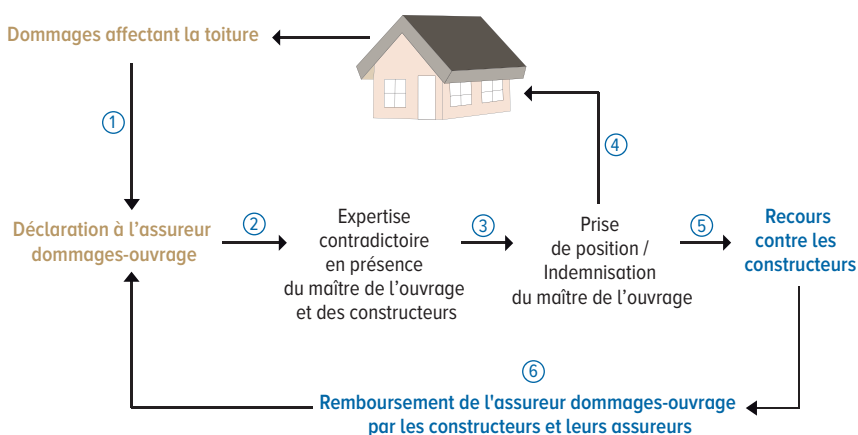 Dommages affectant la toiture
1
Déclaration à l'assureur
dommages-ouvrage
2
Expertise
contradictoire
en présence
du maître de l'ouvrage
et des constructeurs
3
Prise
de position /
Indemnisation
du maître de l'ouvrage
4
5
Recours
contre les
constructeurs
6
Remboursement de l'assureur dommages-ouvrage
par les constructeurs et leurs assureurs